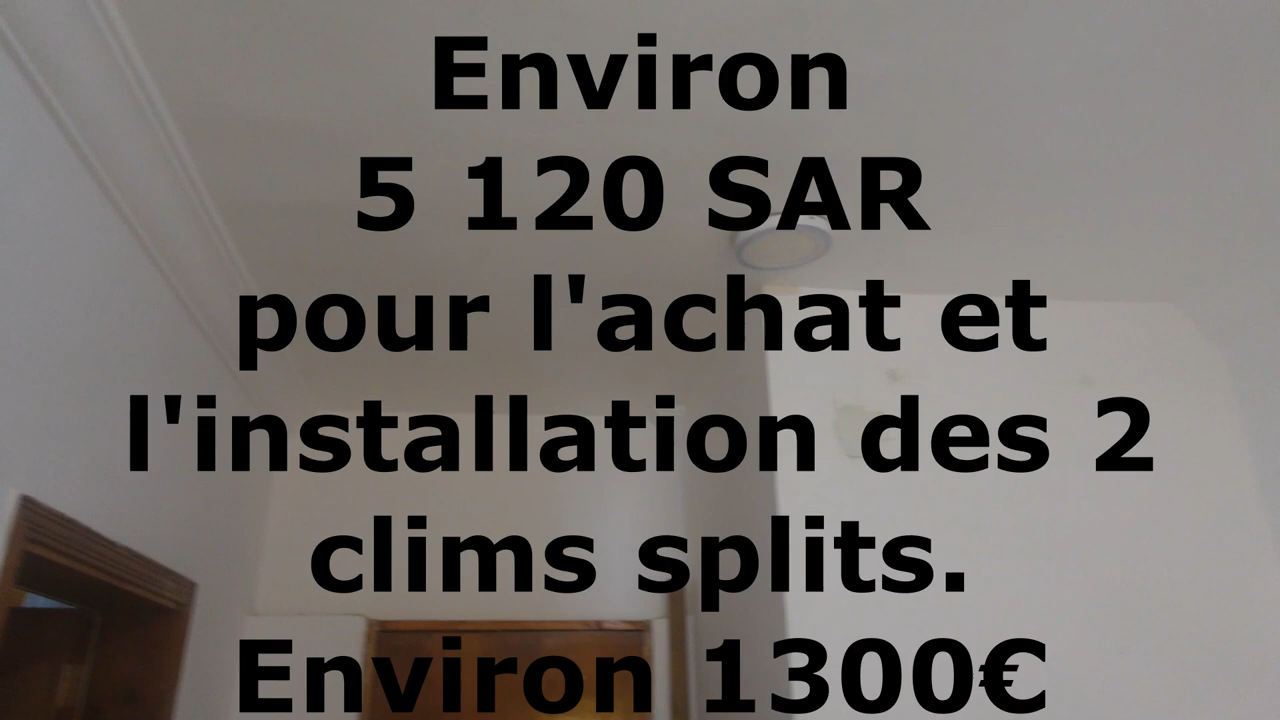 Environ
5 120 SAR
pour l'achat et
l'installation des 2
clims splits.
Environ 1300€